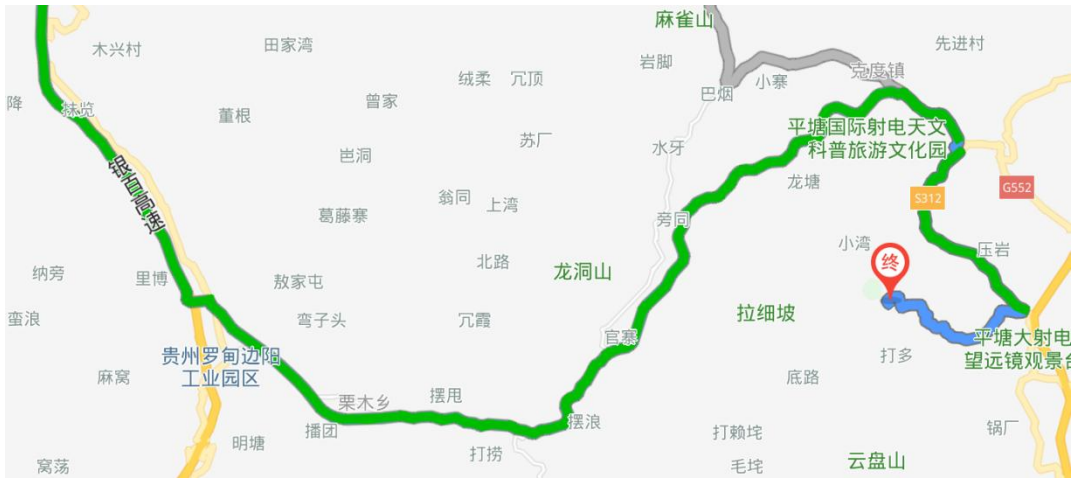 麻雀山
木兴村
田家湾
先进村
岩脚
绒柔
冗顶
克度镇
小寨
巴烟
曾家
降
抹览
董根
平塘国际射电天文
科普旅游文化园
苏厂
水牙
岜洞
银百高速
龙塘
G552
S312
翁同
上湾
葛藤寨
旁同
小湾
压岩
北路
终
纳旁
里博
敖家屯
龙洞山
拉细坡
蛮浪
弯子头
冗霞
官寨
平塘大射电
望远镜观景台
贵州罗甸边阳
工业园区
打多
麻窝
底路
摆甩
栗木乡
摆浪
播团
打赖坨
锅厂
明塘
打捞
云盘山
窝荡
毛坨